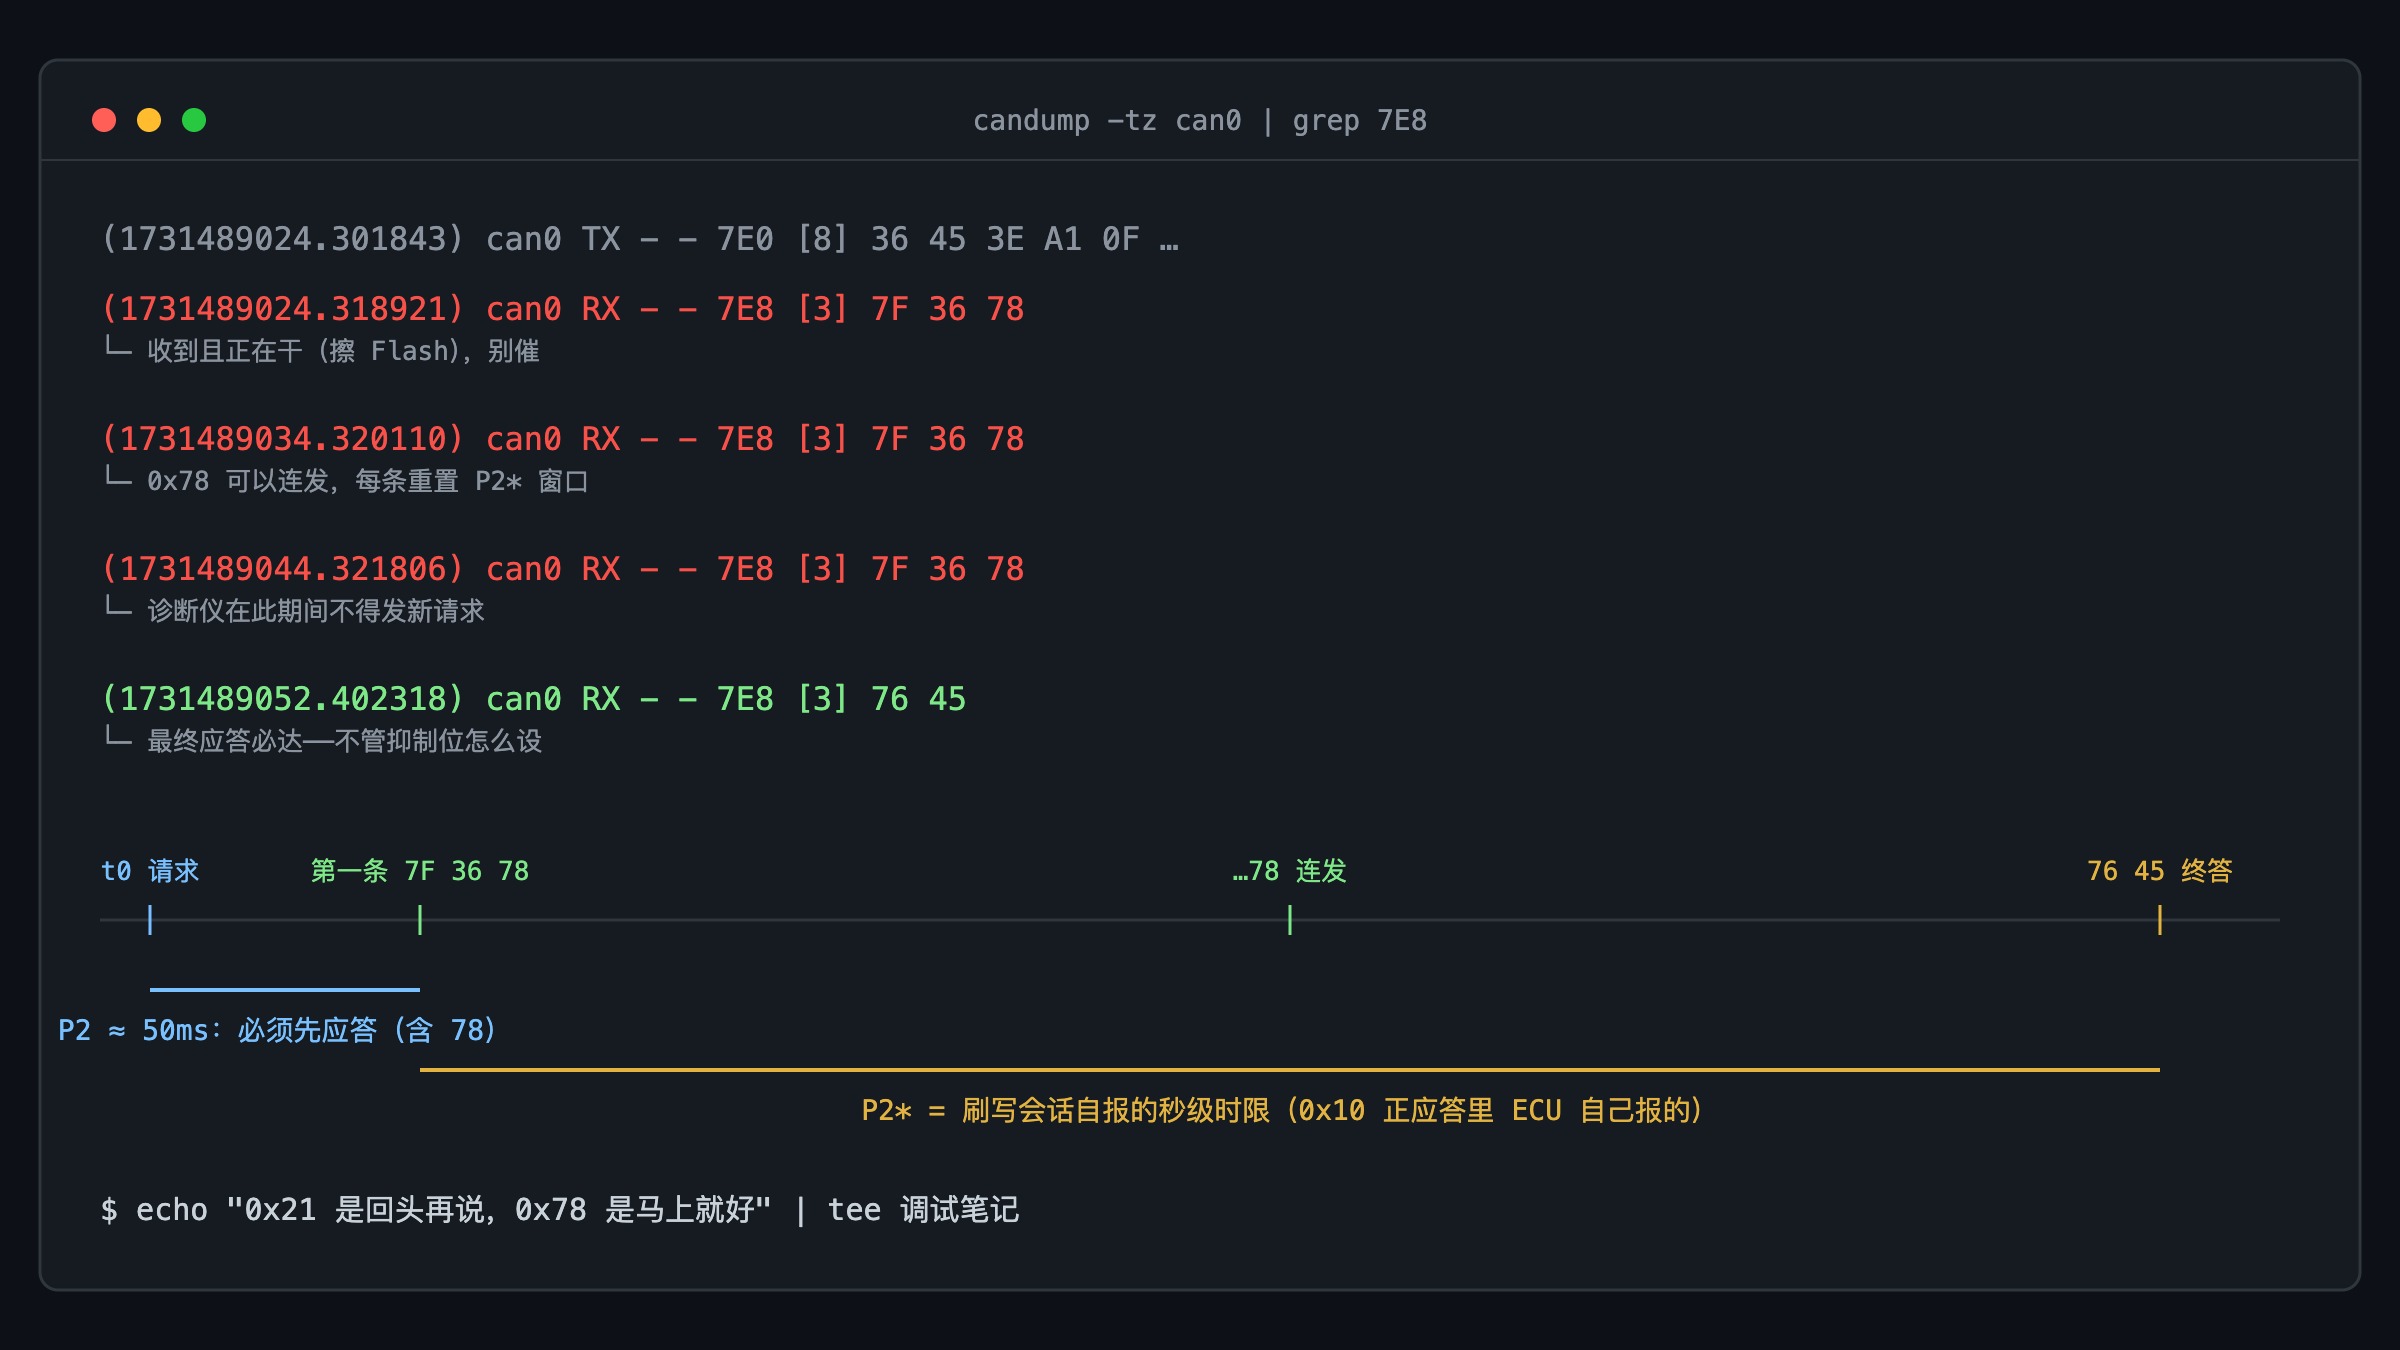 candump -tz can0 | grep 7E8
(1731489024.301843) can0 TX - - 7E0 [8] 36 45 3E A1 0F …
(1731489024.318921) can0 RX - - 7E8 [3] 7F 36 78
└─ 收到且正在干（擦 Flash），别催
(1731489034.320110) can0 RX - - 7E8 [3] 7F 36 78
└─ 0x78 可以连发，每条重置 P2* 窗口
(1731489044.321806) can0 RX - - 7E8 [3] 7F 36 78
└─ 诊断仪在此期间不得发新请求
(1731489052.402318) can0 RX - - 7E8 [3] 76 45
└─ 最终应答必达——不管抑制位怎么设
t0 请求 第一条 7F 36 78 …78 连发 76 45 终答
P2 ≈ 50ms：必须先应答（含 78）
P2* = 刷写会话自报的秒级时限（0x10 正应答里 ECU 自己报的）
$ echo "0x21 是回头再说，0x78 是马上就好" | tee 调试笔记